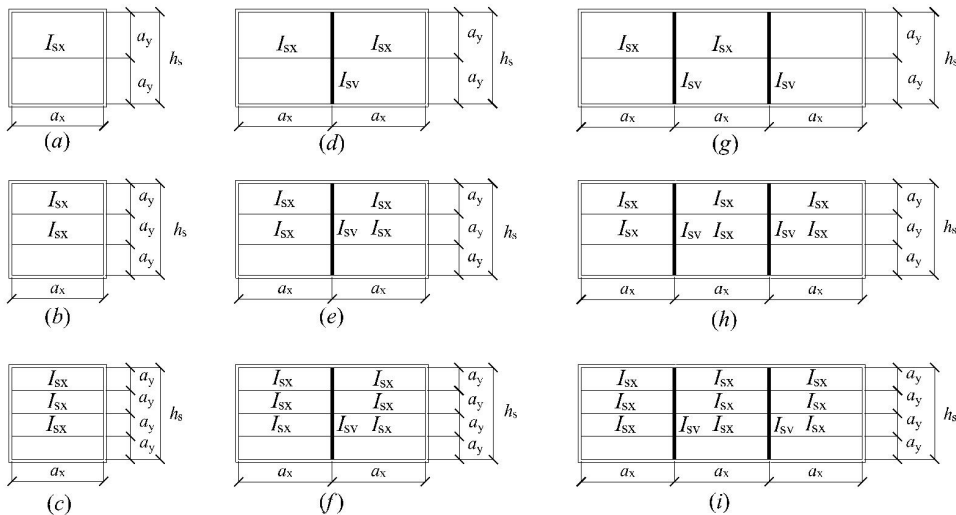 I_sx a_y h_s
a_y
a_x
(a)
I_sx I_sx a_y h_s
I_sv a_y
a_x a_x
(d)
I_sx I_sx a_y h_s
I_sv I_sv a_y
a_x a_x a_x
(g)
I_sx a_y
I_sx a_y h_s
a_y
a_x
(b)
I_sx I_sx a_y
I_sx I_sv I_sx a_y h_s
a_y
a_x a_x
(e)
I_sx I_sx I_sx a_y
I_sx I_sv I_sx I_sv I_sx a_y h_s
a_y
a_x a_x a_x
(h)
I_sx a_y
I_sx a_y h_s
I_sx a_y
a_y
a_x
(c)
I_sx I_sx a_y
I_sx I_sx a_y h_s
I_sx I_sv I_sx a_y
a_y
a_x a_x
(f)
I_sx I_sx I_sx a_y
I_sx I_sx I_sx a_y h_s
I_sx I_sv I_sx I_sv I_sx a_y
a_y
a_x a_x a_x
(i)